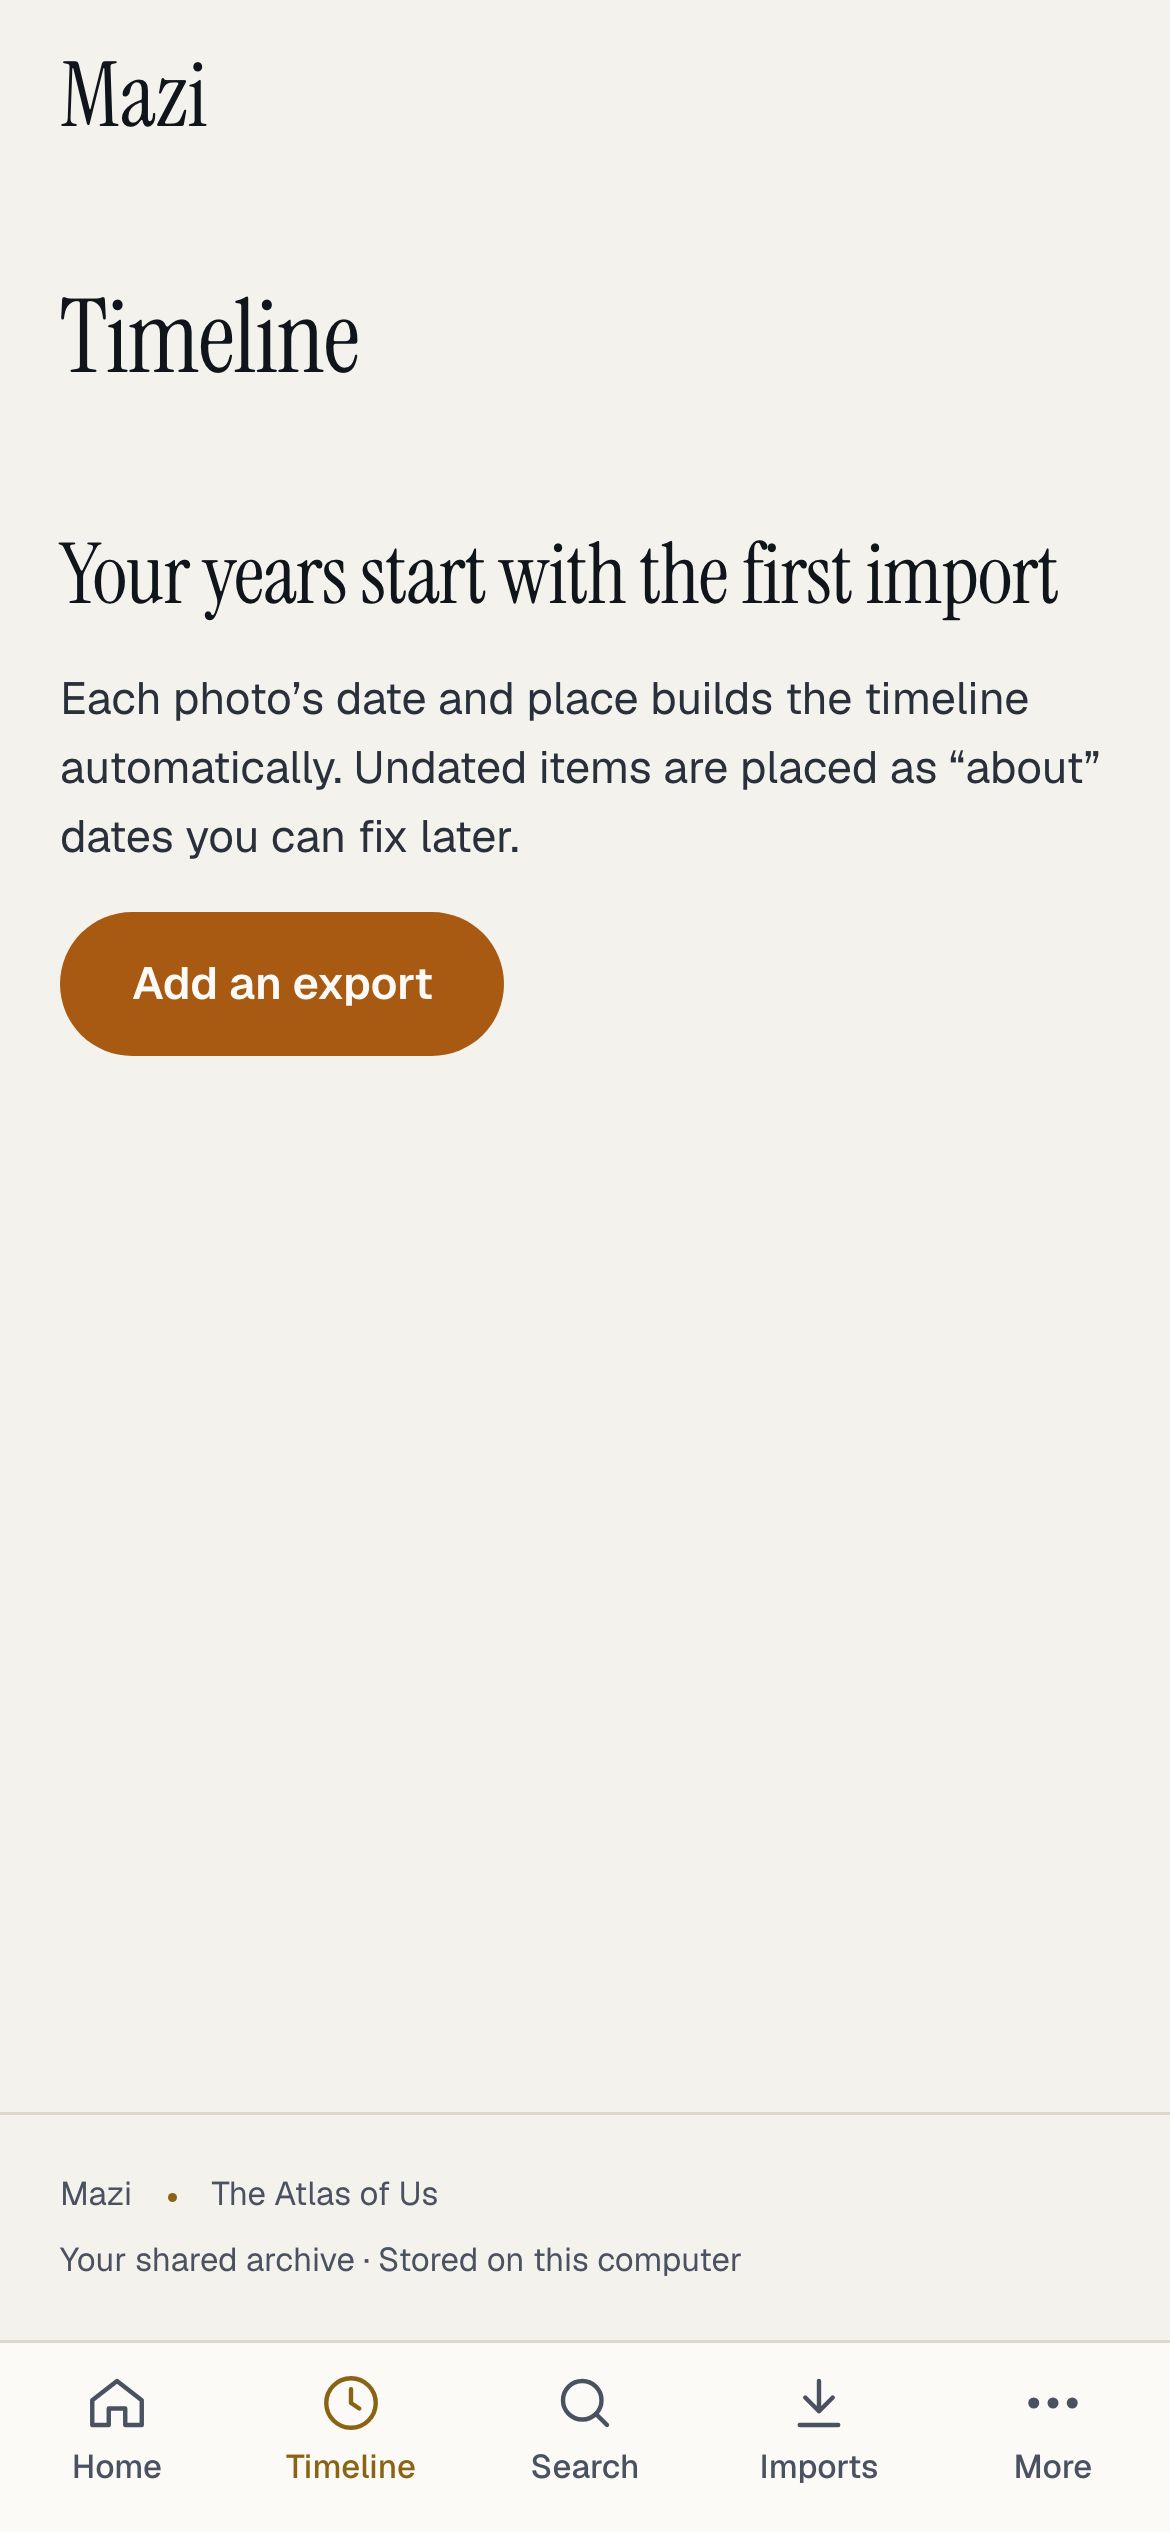 Mazi
Timeline
Your years start with the first import
Each photo’s date and place builds the timeline
automatically. Undated items are placed as “about”
dates you can fix later.
Add an export
Mazi • The Atlas of Us
Your shared archive · Stored on this computer
Home Timeline Search Imports More